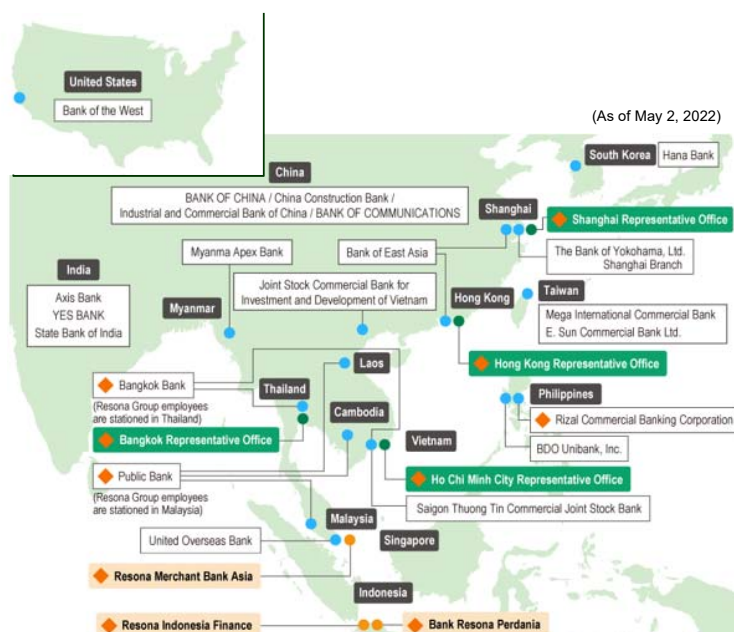 United States
Bank of the West
(As of May 2, 2022)
South Korea
Hana Bank
China
BANK OF CHINA / China Construction Bank /
Industrial and Commercial Bank of China / BANK OF COMMUNICATIONS
Shanghai
Shanghai Representative Office
Myanma Apex Bank
Bank of East Asia
The Bank of Yokohama, Ltd.
Shanghai Branch
India
Axis Bank
YES BANK
State Bank of India
Joint Stock Commercial Bank for
Investment and Development of Vietnam
Myanmar
Hong Kong
Taiwan
Mega International Commercial Bank
E. Sun Commercial Bank Ltd.
Laos
Hong Kong Representative Office
Bangkok Bank
(Resona Group employees
are stationed in Thailand)
Thailand
Philippines
Cambodia
Rizal Commercial Banking Corporation
Bangkok Representative Office
Vietnam
BDO Unibank, Inc.
Public Bank
(Resona Group employees
are stationed in Malaysia)
Ho Chi Minh City Representative Office
Saigon Thuong Tin Commercial Joint Stock Bank
Malaysia
United Overseas Bank
Singapore
Resona Merchant Bank Asia
Indonesia
Resona Indonesia Finance
Bank Resona Perdania